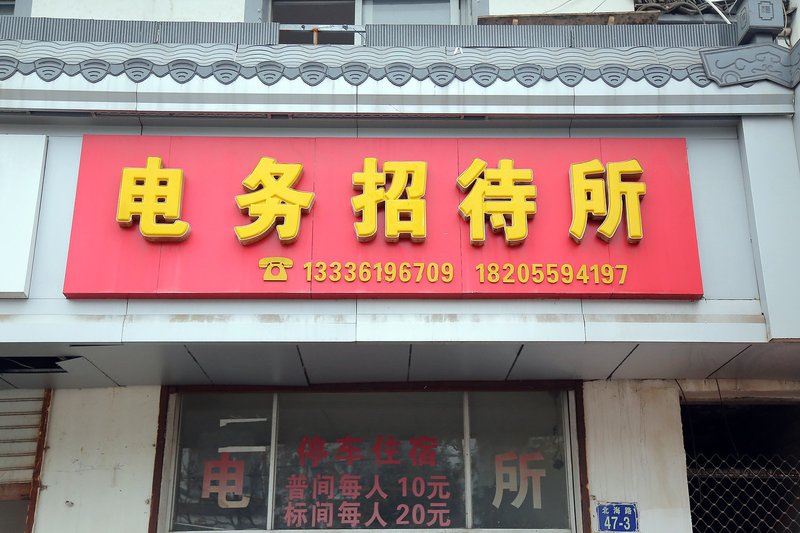 电务招待所
13336196709 18205594197
二
停车住宿
电 所
普间每人 10元
标间每人 20元
北海路
47-3